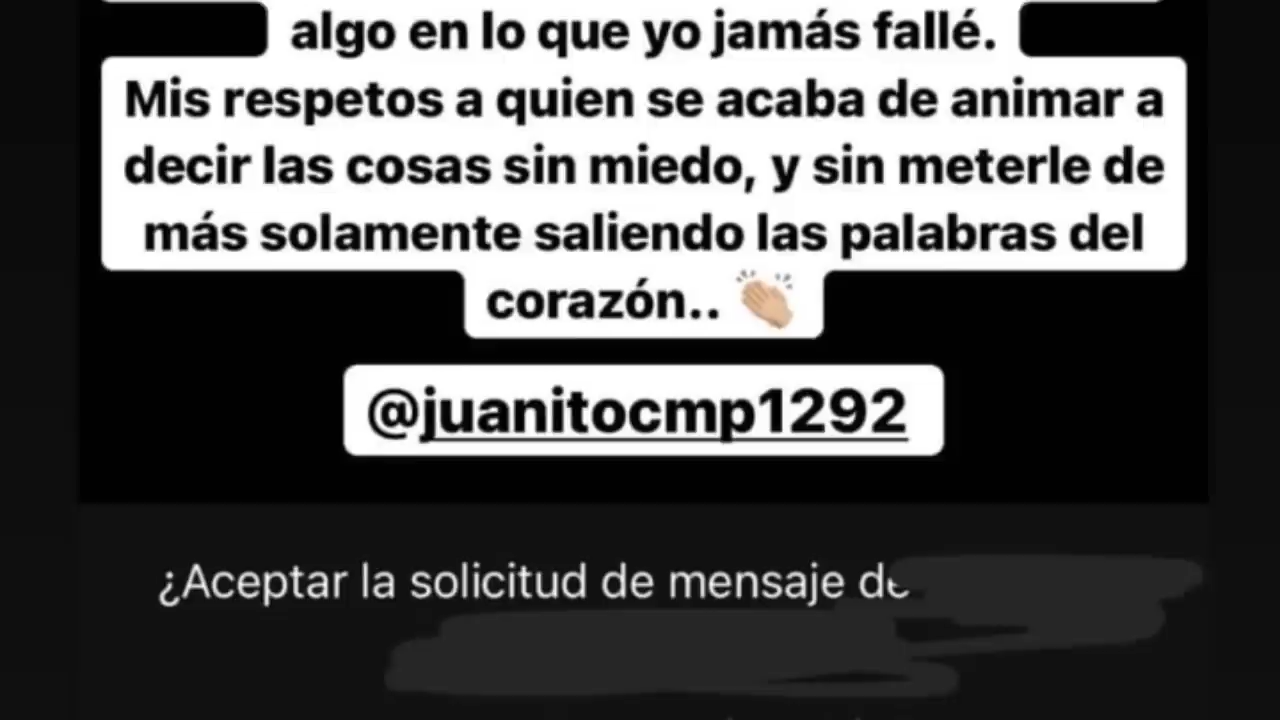 algo en lo que yo jamás fallé.
Mis respetos a quien se acaba de animar a
decir las cosas sin miedo, y sin meterle de
más solamente saliendo las palabras del
corazón.. 👏🏼
@juanitocmp1292
¿Aceptar la solicitud de mensaje de